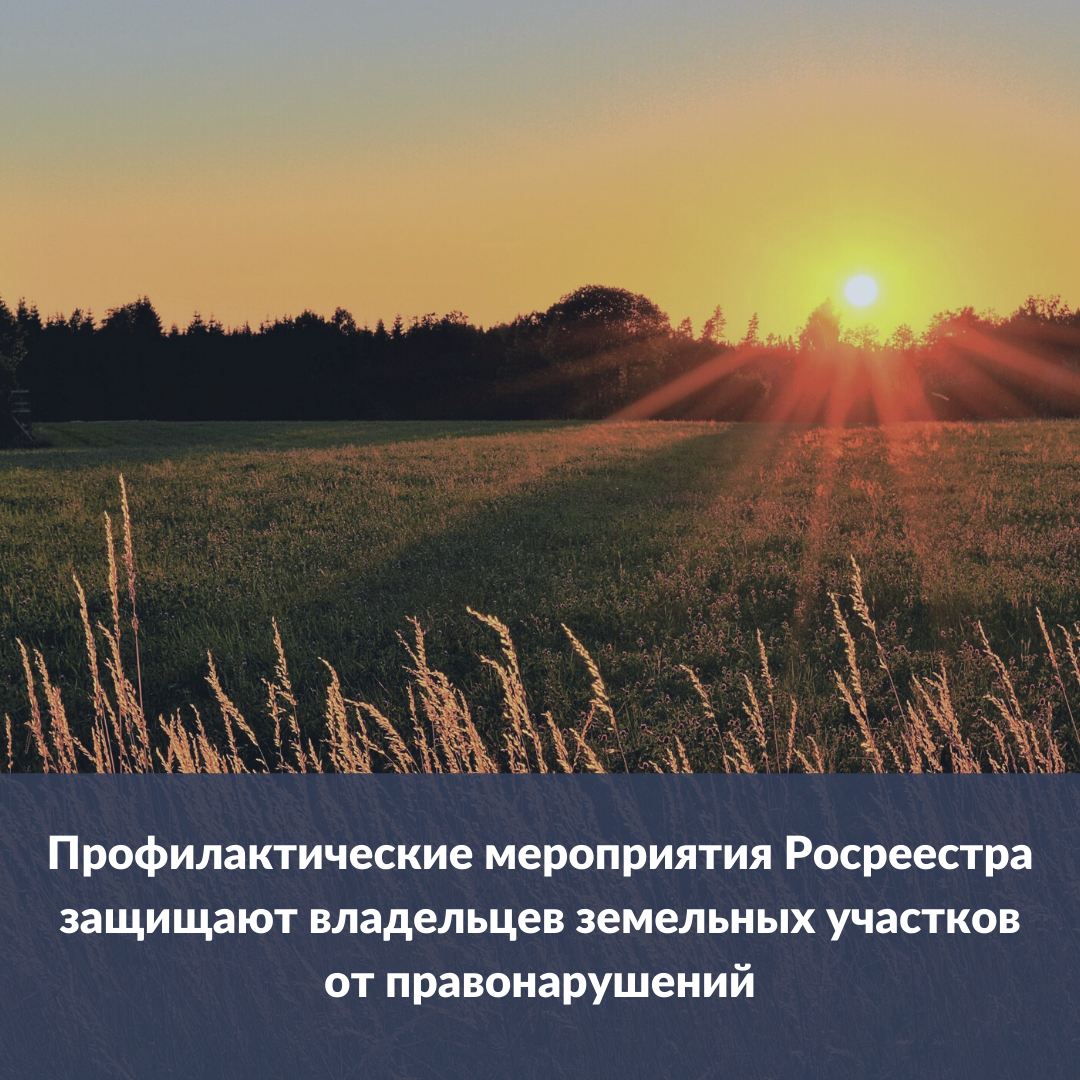 Профилактические мероприятия Росреестра
защищают владельцев земельных участков
от правонарушений